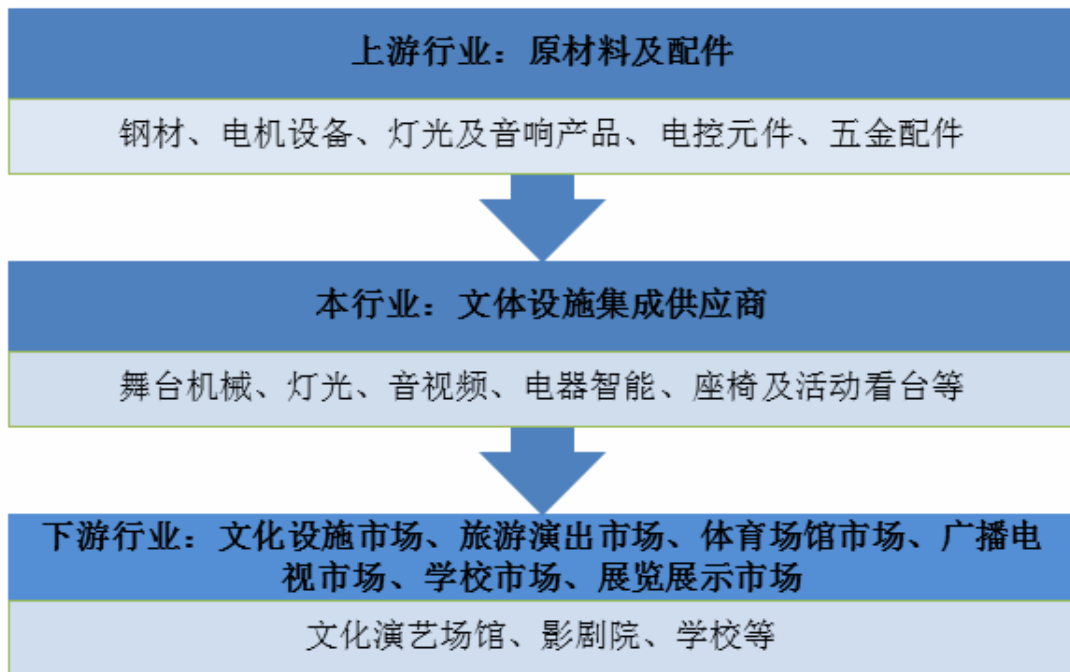 上游行业：原材料及配件
钢材、电机设备、灯光及音响产品、电控元件、五金配件
本行业：文体设施集成供应商
舞台机械、灯光、音视频、电器智能、座椅及活动看台等
下游行业：文化设施市场、旅游演出市场、体育场馆市场、广播电
视市场、学校市场、展览展示市场
文化演艺场馆、影剧院、学校等